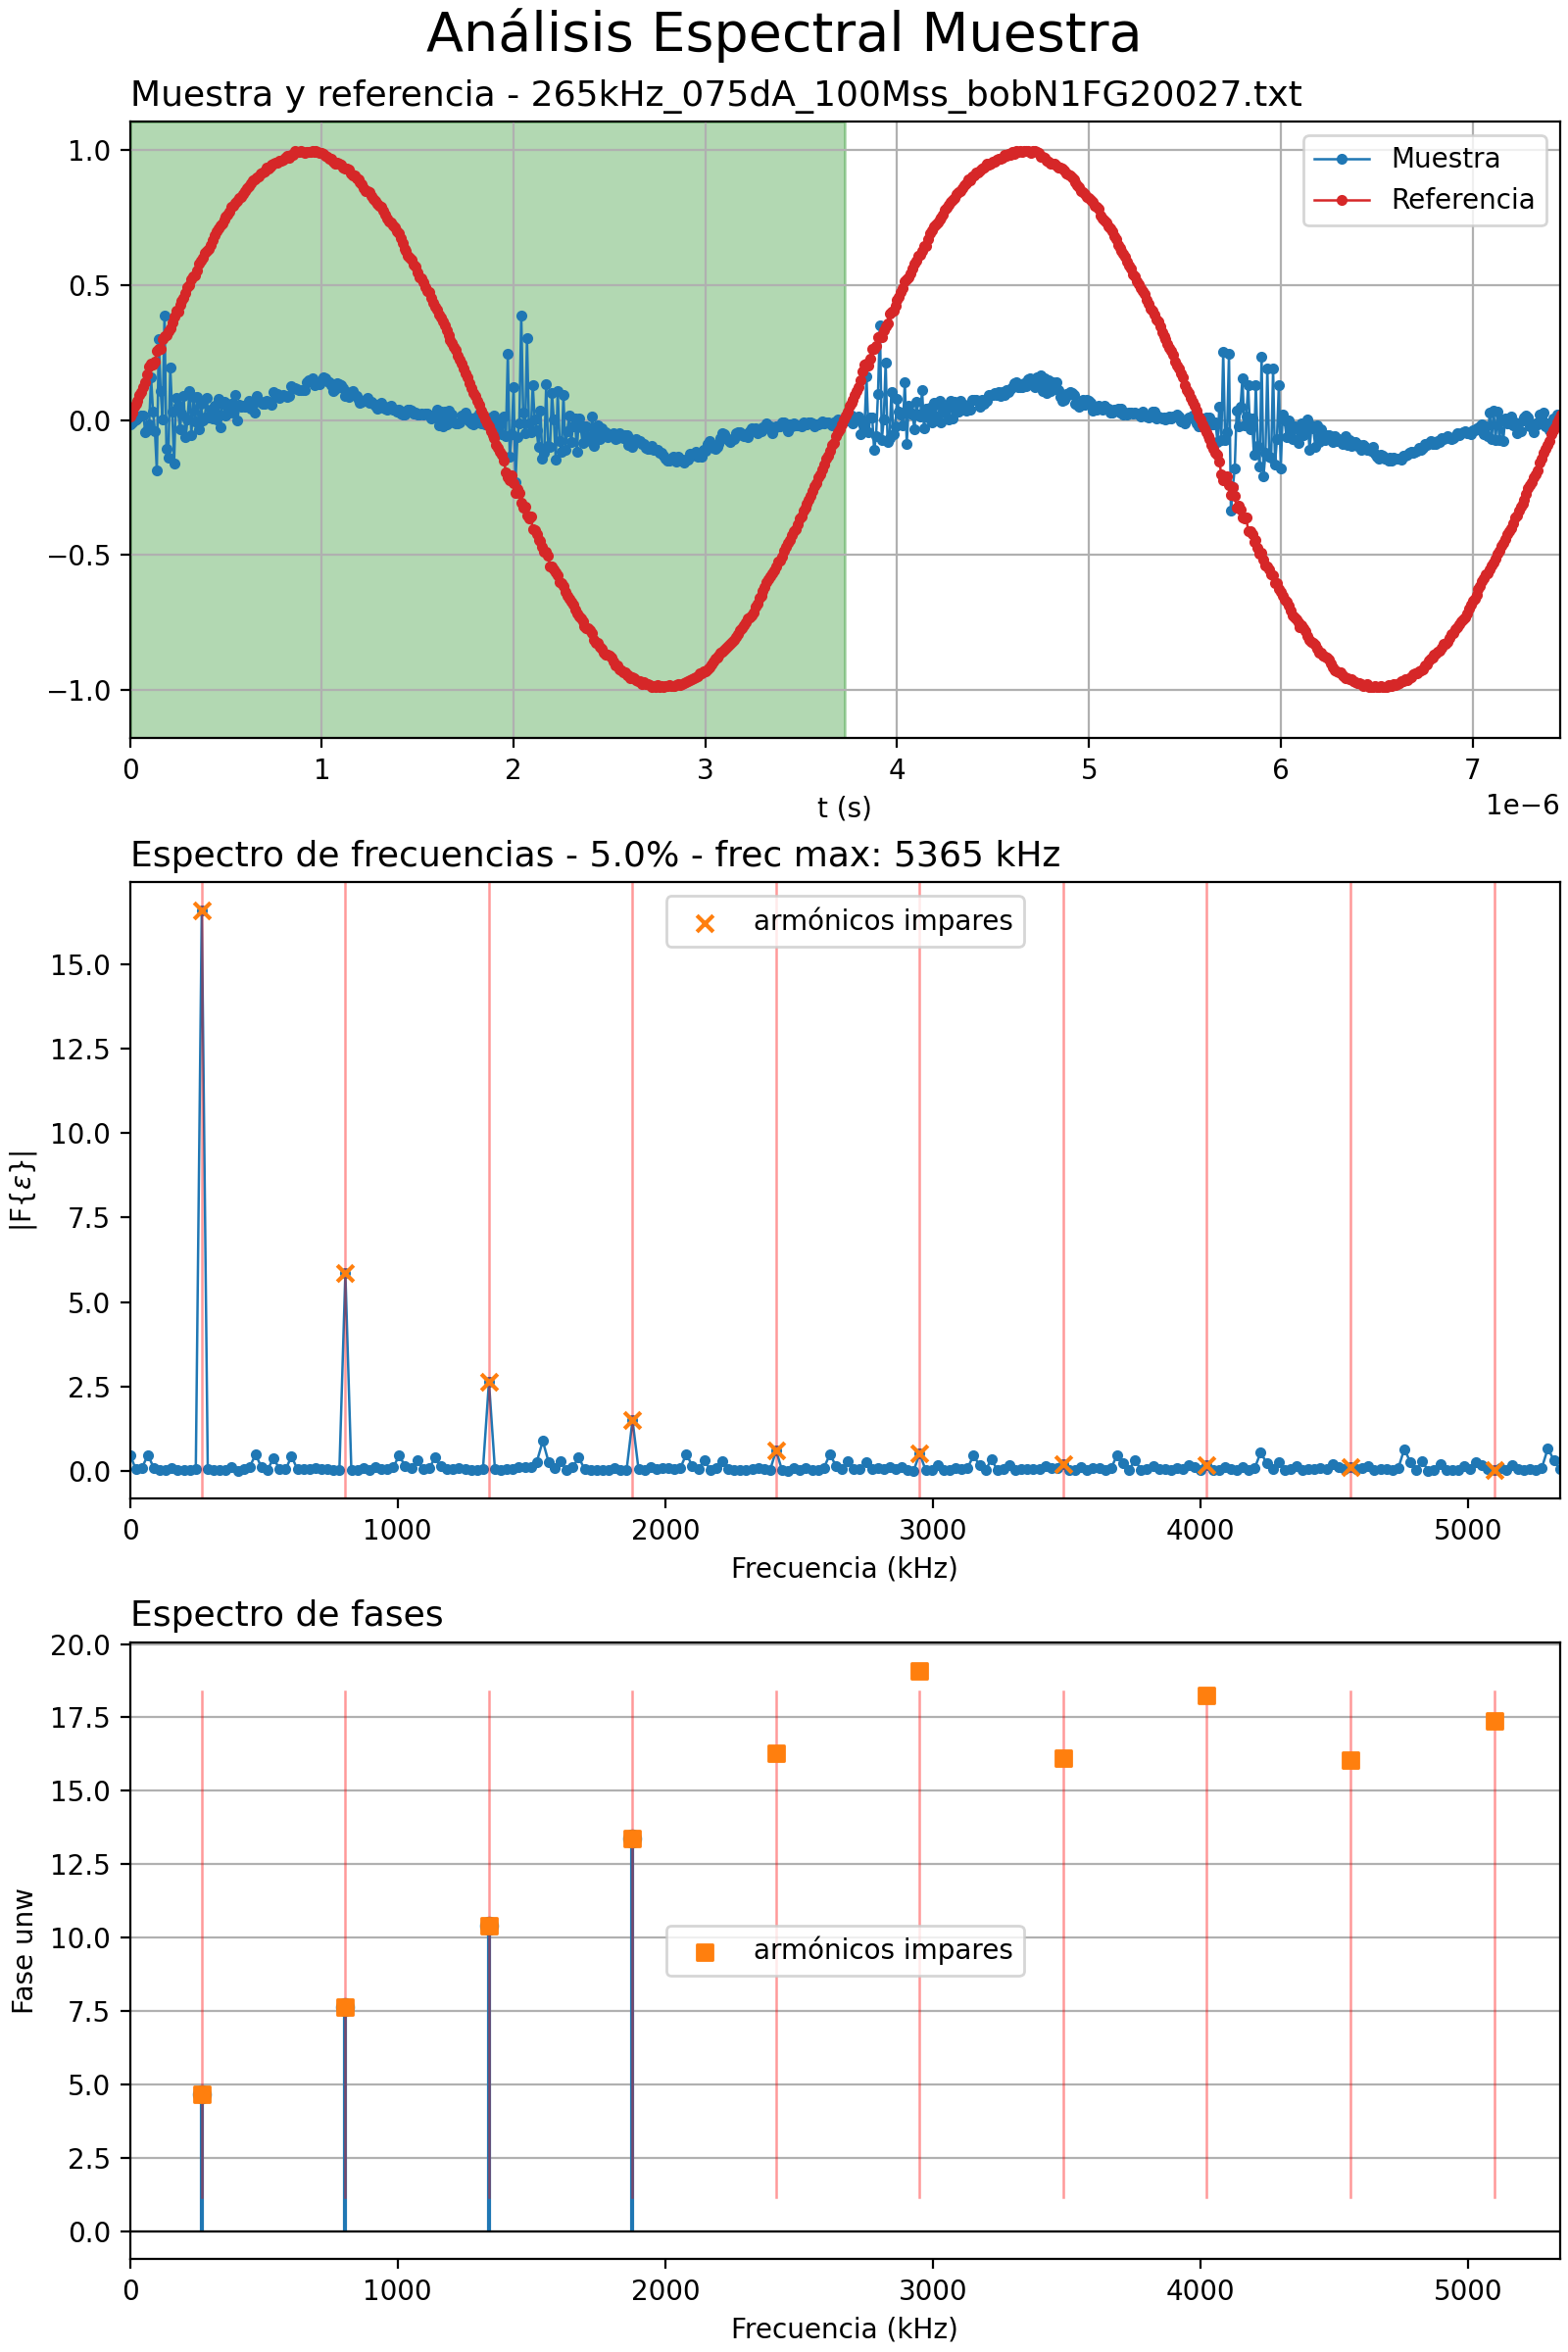 Análisis Espectral Muestra
Muestra y referencia - 265kHz_075dA_100Mss_bobN1FG20027.txt
Muestra
Referencia
1.0
0.5
0.0
−0.5
−1.0
0 1 2 3 4 5 6 7
t (s)
1e−6
Espectro de frecuencias - 5.0% - frec max: 5365 kHz
armónicos impares
15.0
12.5
10.0
7.5
5.0
2.5
0.0
|F{ε}|
0 1000 2000 3000 4000 5000
Frecuencia (kHz)
Espectro de fases
20.0
17.5
15.0
12.5
10.0
7.5
5.0
2.5
0.0
Fase unw
armónicos impares
0 1000 2000 3000 4000 5000
Frecuencia (kHz)